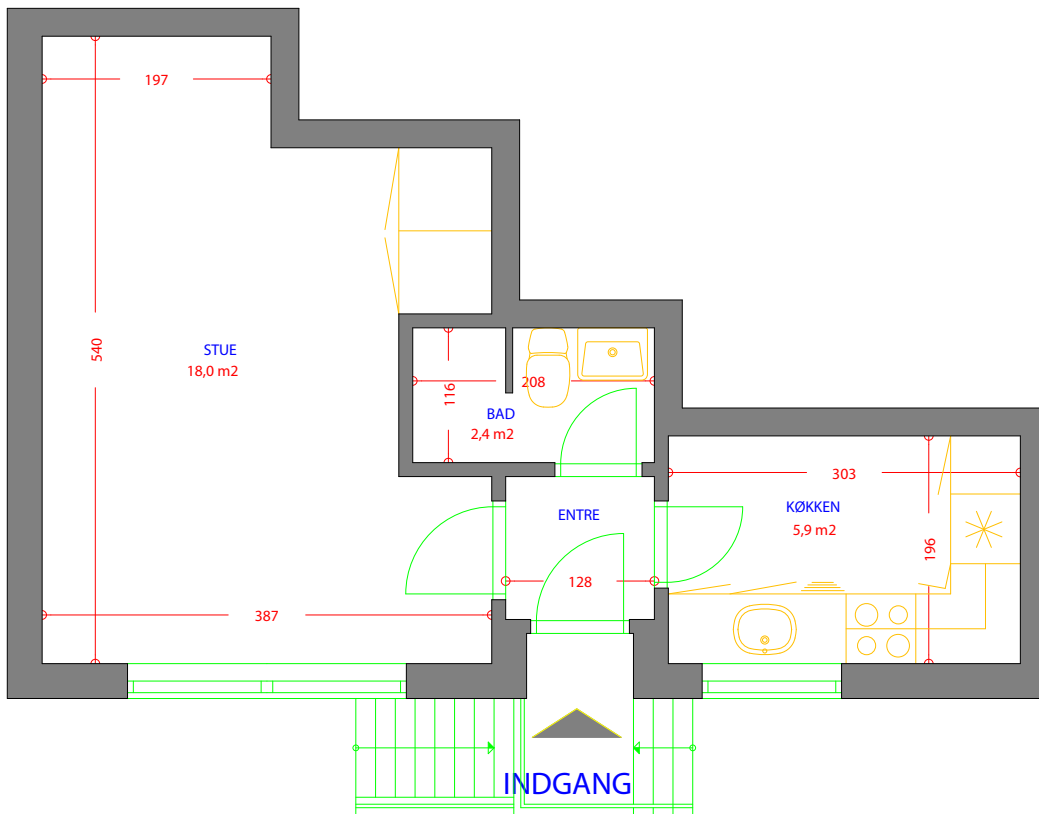 197
540
STUE
18,0 m2
116
208
BAD
2,4 m2
303
KØKKEN
5,9 m2
196
ENTRE
128
387
INDGANG